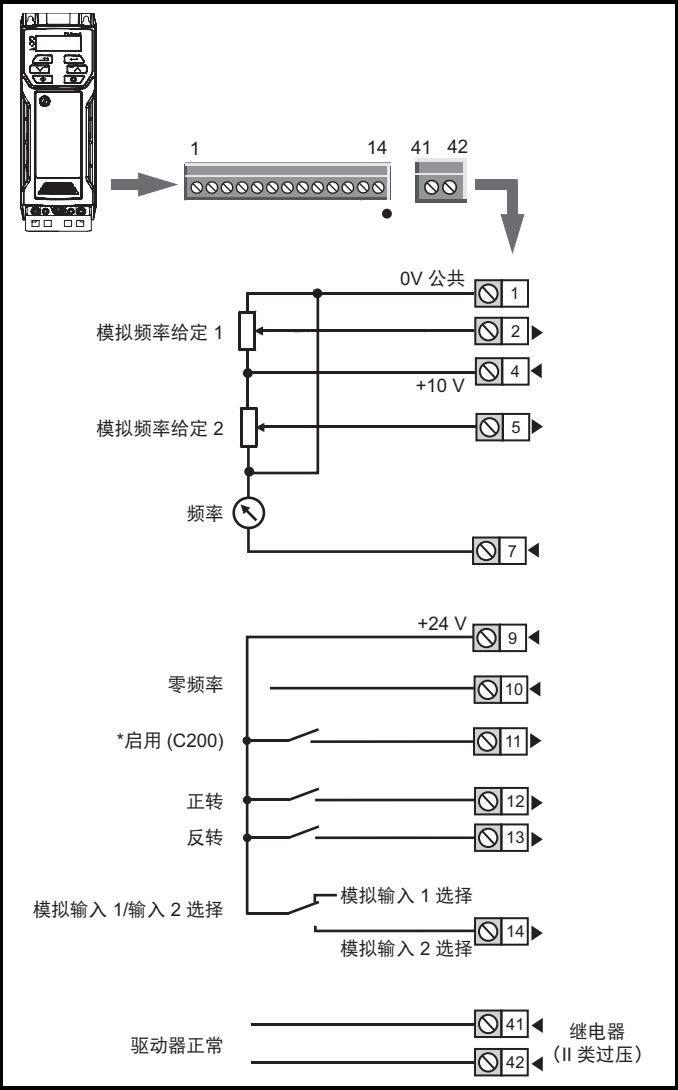 1 14 41 42
0V 公共 1
模拟频率给定 1 2
+10 V 4
模拟频率给定 2 5
频率 7
+24 V 9
零频率 10
*启用 (C200) 11
正转 12
反转 13
模拟输入 1/输入 2 选择
模拟输入 1 选择
模拟输入 2 选择 14
驱动器正常
41
42
继电器
（II 类过压）